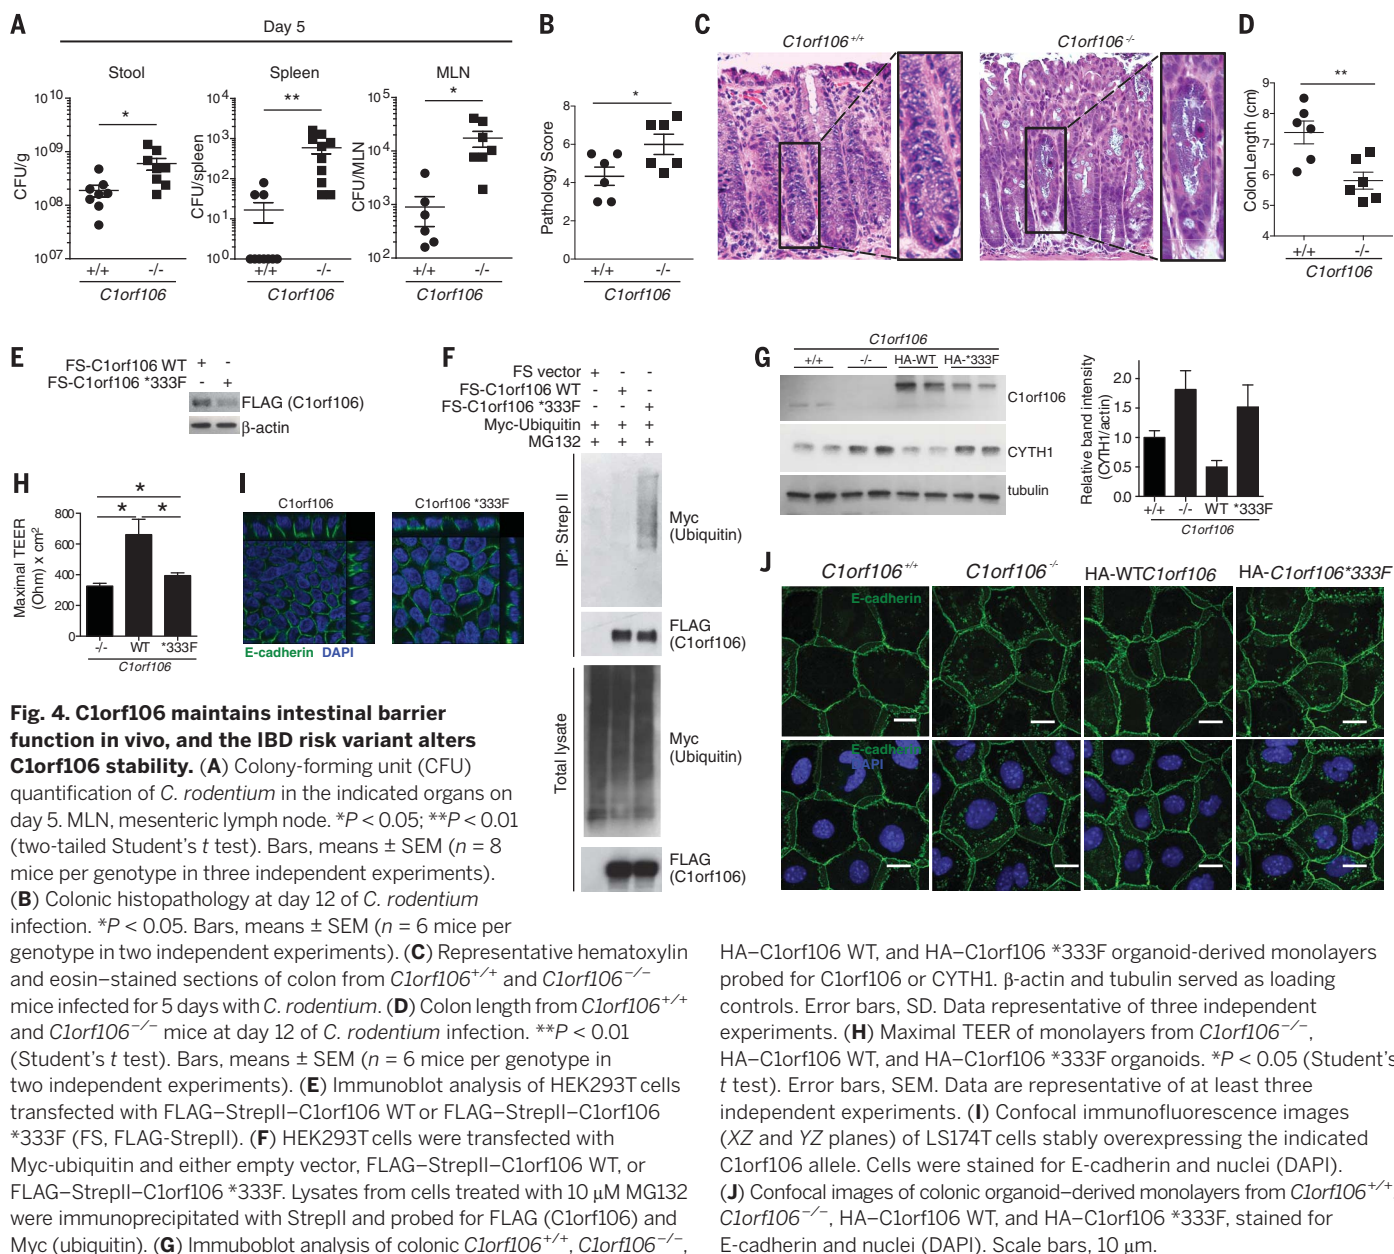 A
Day 5
Stool
Spleen
MLN
CFU/g
10^10
10^9
10^8
10^7
+/+
-/-
C1orf106
*
CFU/spleen
10^4
10^3
10^2
10^1
10^0
+/+
-/-
C1orf106
**
CFU/MLN
10^5
10^4
10^3
10^2
+/+
-/-
C1orf106
*
B
Pathology Score
8
6
4
2
0
*
+/+
-/-
C1orf106
C
C1orf106+/+
C1orf106-/-
D
Colon Length (cm)
9
8
7
6
5
4
**
+/+
-/-
C1orf106
E
FS-C1orf106 WT + -
FS-C1orf106 *333F - +
FLAG (C1orf106)
β-actin
F
FS vector + - -
FS-C1orf106 WT - + -
FS-C1orf106 *333F - - +
Myc-Ubiquitin + + +
MG132 + + +
IP: Strep II
Myc
(Ubiquitin)
FLAG
(C1orf106)
Total lysate
Myc
(Ubiquitin)
FLAG
(C1orf106)
G
C1orf106
+/+ -/- HA-WT HA-*333F
C1orf106
CYTH1
tubulin
Relative band intensity
(CYTH1/actin)
2.0
1.5
1.0
0.5
0.0
+/+ -/- WT *333F
C1orf106
H
Maximal TEER
(Ohm) x cm²
800
600
400
200
0
*
* *
-/- WT *333F
C1orf106
I
C1orf106
C1orf106 *333F
E-cadherin DAPI
J
C1orf106+/+
C1orf106-/-
HA-WTC1orf106
HA-C1orf106*333F
E-cadherin
E-cadherin
DAPI
Fig. 4. C1orf106 maintains intestinal barrier
function in vivo, and the IBD risk variant alters
C1orf106 stability. (A) Colony-forming unit (CFU)
quantification of C. rodentium in the indicated organs on
day 5. MLN, mesenteric lymph node. *P < 0.05; **P < 0.01
(two-tailed Student's t test). Bars, means ± SEM (n = 8
mice per genotype in three independent experiments).
(B) Colonic histopathology at day 12 of C. rodentium
infection. *P < 0.05. Bars, means ± SEM (n = 6 mice per
genotype in two independent experiments). (C) Representative hematoxylin
and eosin–stained sections of colon from C1orf106+/+ and C1orf106−/−
mice infected for 5 days with C. rodentium. (D) Colon length from C1orf106+/+
and C1orf106−/− mice at day 12 of C. rodentium infection. **P < 0.01
(Student's t test). Bars, means ± SEM (n = 6 mice per genotype in
two independent experiments). (E) Immunoblot analysis of HEK293T cells
transfected with FLAG–StrepII–C1orf106 WT or FLAG–StrepII–C1orf106
*333F (FS, FLAG-StrepII). (F) HEK293T cells were transfected with
Myc-ubiquitin and either empty vector, FLAG–StrepII–C1orf106 WT, or
FLAG–StrepII–C1orf106 *333F. Lysates from cells treated with 10 μM MG132
were immunoprecipitated with StrepII and probed for FLAG (C1orf106) and
Myc (ubiquitin). (G) Immuboblot analysis of colonic C1orf106+/+, C1orf106−/−,
HA–C1orf106 WT, and HA–C1orf106 *333F organoid-derived monolayers
probed for C1orf106 or CYTH1. β-actin and tubulin served as loading
controls. Error bars, SD. Data representative of three independent
experiments. (H) Maximal TEER of monolayers from C1orf106−/−,
HA–C1orf106 WT, and HA–C1orf106 *333F organoids. *P < 0.05 (Student's
t test). Error bars, SEM. Data are representative of at least three
independent experiments. (I) Confocal immunofluorescence images
(XZ and YZ planes) of LS174T cells stably overexpressing the indicated
C1orf106 allele. Cells were stained for E-cadherin and nuclei (DAPI).
(J) Confocal images of colonic organoid–derived monolayers from C1orf106+/+,
C1orf106−/−, HA–C1orf106 WT, and HA–C1orf106 *333F, stained for
E-cadherin and nuclei (DAPI). Scale bars, 10 μm.